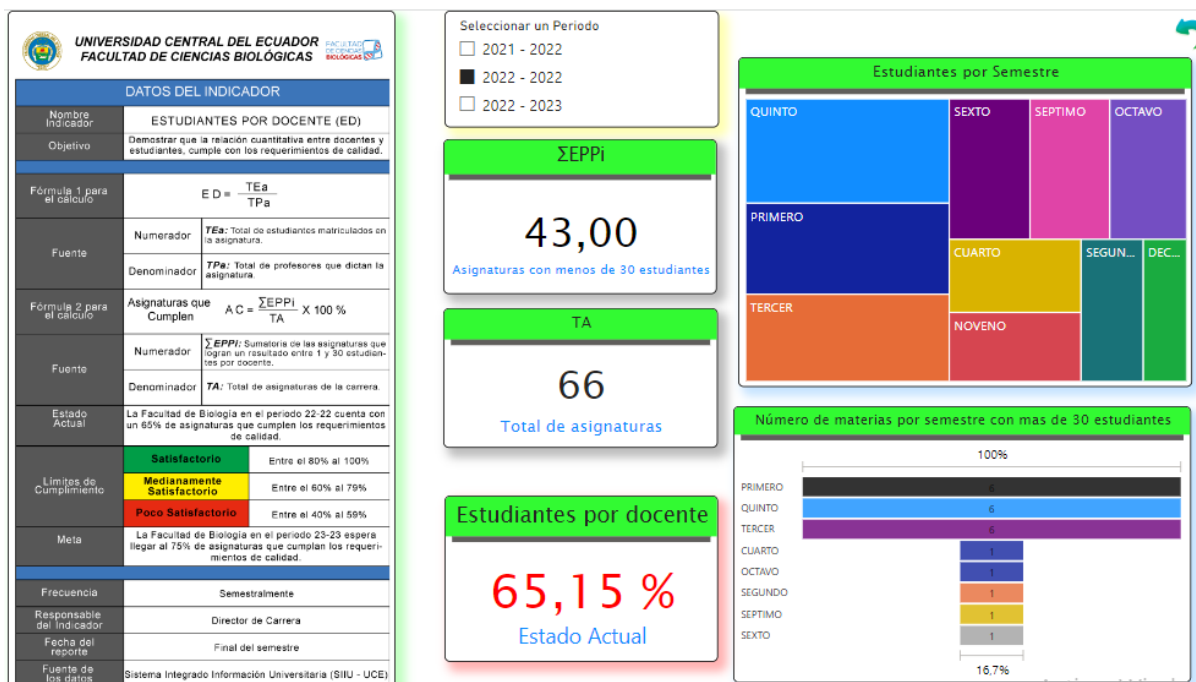 UNIVERSIDAD CENTRAL DEL ECUADOR
FACULTAD DE CIENCIAS BIOLÓGICAS
FACULTAD
DE CIENCIAS
BIOLÓGICAS
DATOS DEL INDICADOR
Nombre
Indicador
ESTUDIANTES POR DOCENTE (ED)
Objetivo
Demostrar que la relación cuantitativa entre docentes y
estudiantes, cumple con los requerimientos de calidad.
Fórmula 1 para
el cálculo
E D = TEa
TPa
Fuente
Numerador
TEa: Total de estudiantes matriculados en
la asignatura.
Denominador
TPa: Total de profesores que dictan la
asignatura
Fórmula 2 para
el cálculo
Asignaturas que
Cumplen
A C = ΣEPPi
TA
X 100 %
Fuente
Numerador
∑EPPi: Sumatoria de las asignaturas que
logran un resultado entre 1 y 30 estudian-
tes por docente.
Denominador
TA: Total de asignaturas de la carrera.
Estado
Actual
La Facultad de Biología en el periodo 22-22 cuenta con
un 65% de asignaturas que cumplen los requerimientos
de calidad.
Limites de
Cumplimiento
Satisfactorio
Entre el 80% al 100%
Medianamente
Satisfactorio
Entre el 60% al 79%
Poco Satisfactorio
Entre el 40% al 59%
Meta
La Facultad de Biología en el periodo 23-23 espera
llegar al 75% de asignaturas que cumplan los requeri-
mientos de calidad.
Frecuencia
Semestralmente
Responsable
del Indicador
Director de Carrera
Fecha del
reporte
Final del semestre
Fuente de
los datos
Sistema Integrado Información Universitaria (SIIU - UCE)
Seleccionar un Periodo
2021 - 2022
2022 - 2022
2022 - 2023
ΣEPPi
43,00
Asignaturas con menos de 30 estudiantes
TA
66
Total de asignaturas
Estudiantes por docente
65,15 %
Estado Actual
Estudiantes por Semestre
QUINTO
SEXTO
SEPTIMO
OCTAVO
PRIMERO
CUARTO
SEGUN...
DEC...
TERCER
NOVENO
Número de materias por semestre con mas de 30 estudiantes
100%
PRIMERO
6
QUINTO
6
TERCER
6
CUARTO
1
OCTAVO
1
SEGUNDO
1
SEPTIMO
1
SEXTO
1
16,7%